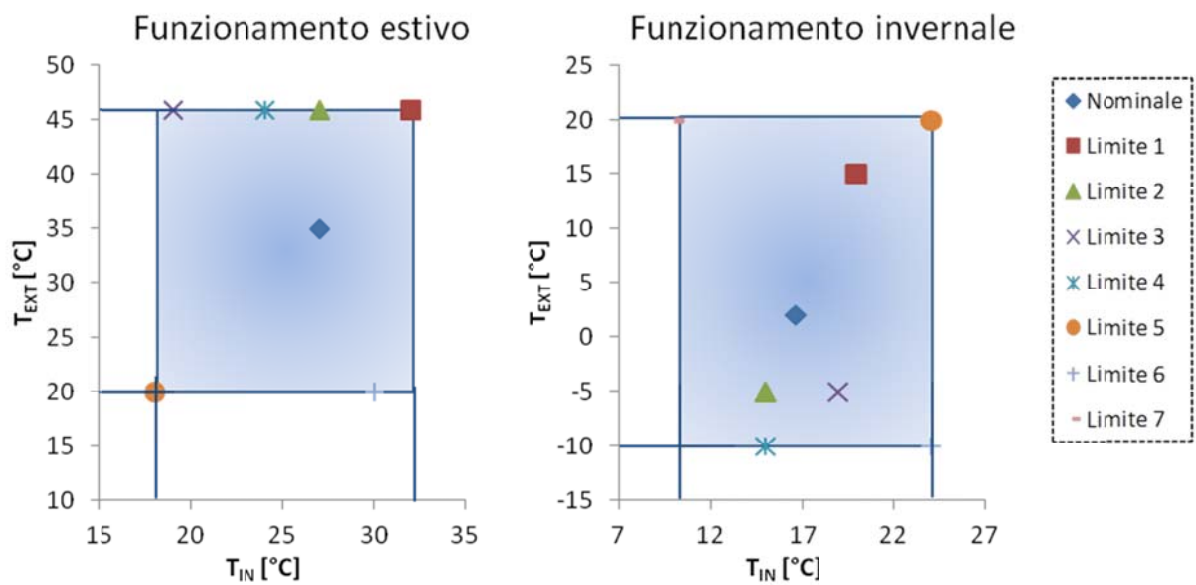 Funzionamento estivo
50
45
40
35
30
25
20
15
10
T_EXT [°C]
15 20 25 30 35
T_IN [°C]
Funzionamento invernale
25
20
15
10
5
0
-5
-10
-15
T_EXT [°C]
7 12 17 22 27
T_IN [°C]
Nominale
Limite 1
Limite 2
Limite 3
Limite 4
Limite 5
Limite 6
Limite 7